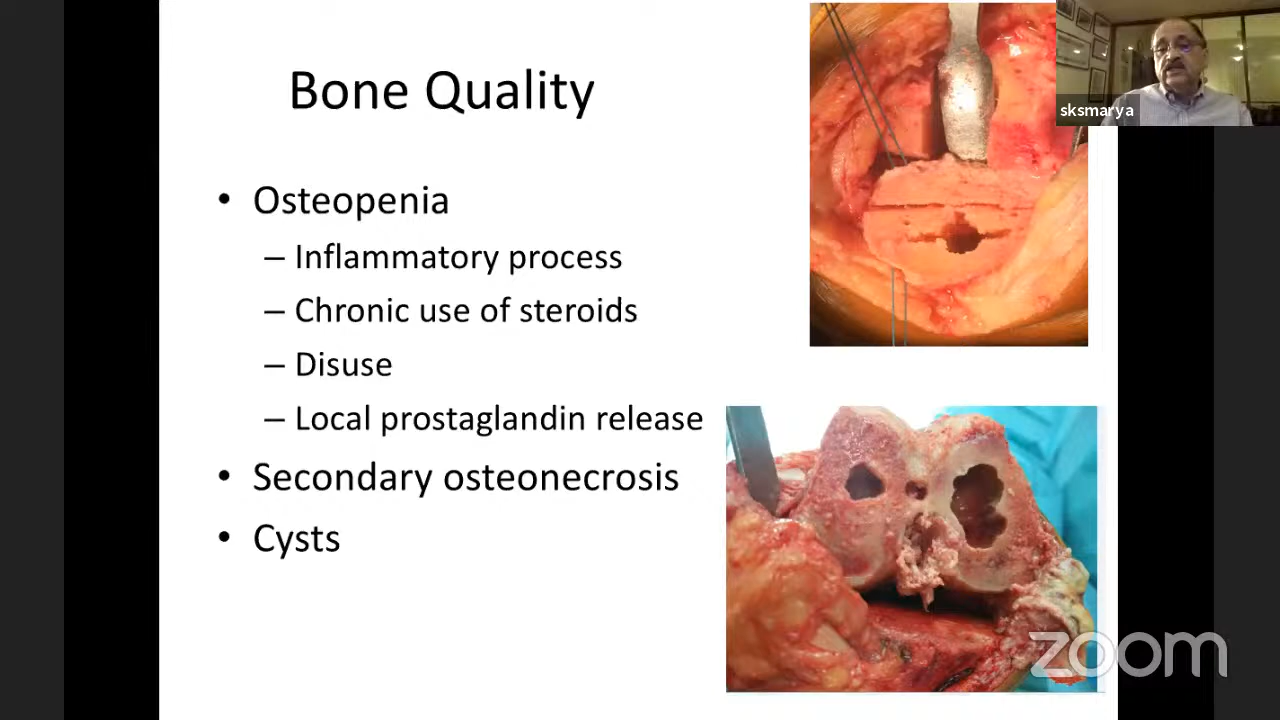 Bone Quality
• Osteopenia
– Inflammatory process
– Chronic use of steroids
– Disuse
– Local prostaglandin release
• Secondary osteonecrosis
• Cysts
sksmarya
zoom